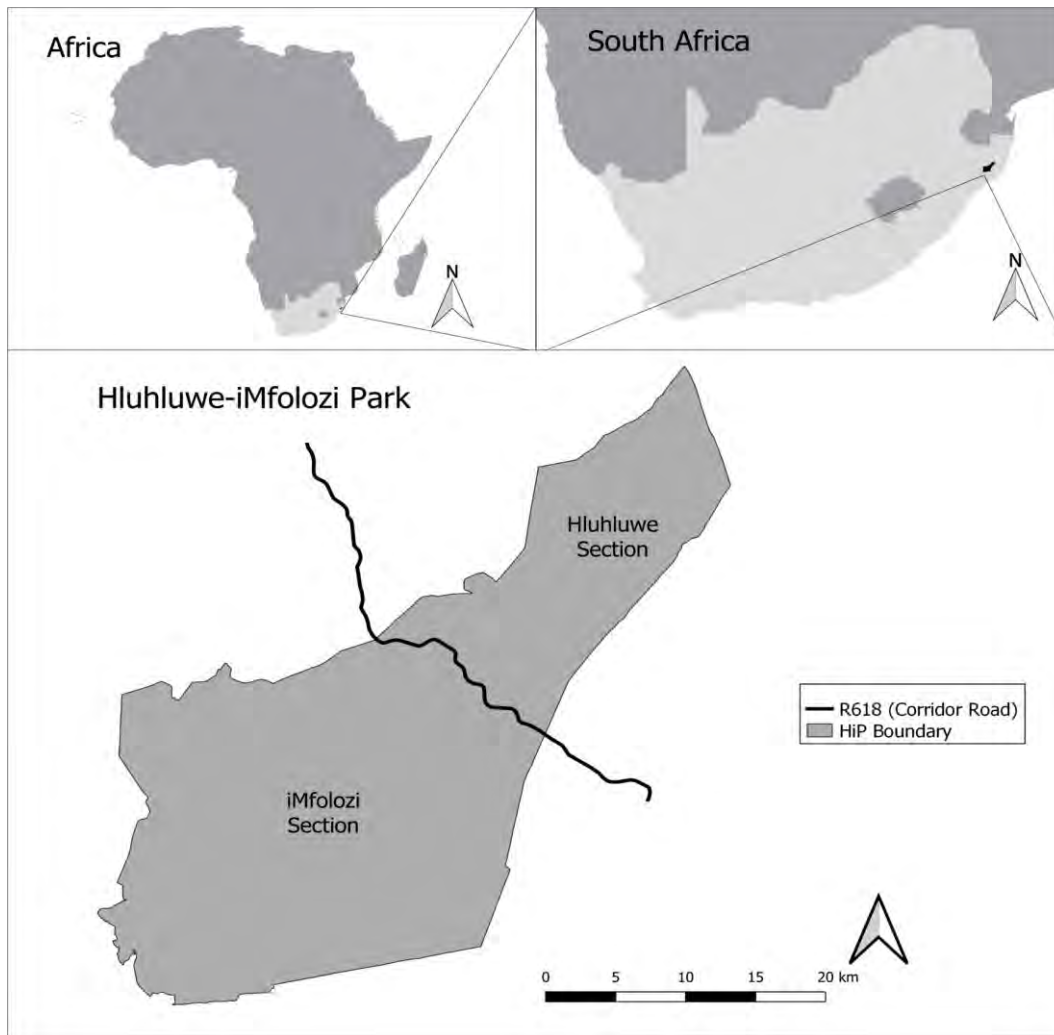 Africa
N
South Africa
N
Hluhluwe-iMfolozi Park
Hluhluwe
Section
R618 (Corridor Road)
HiP Boundary
iMfolozi
Section
0 5 10 15 20 km